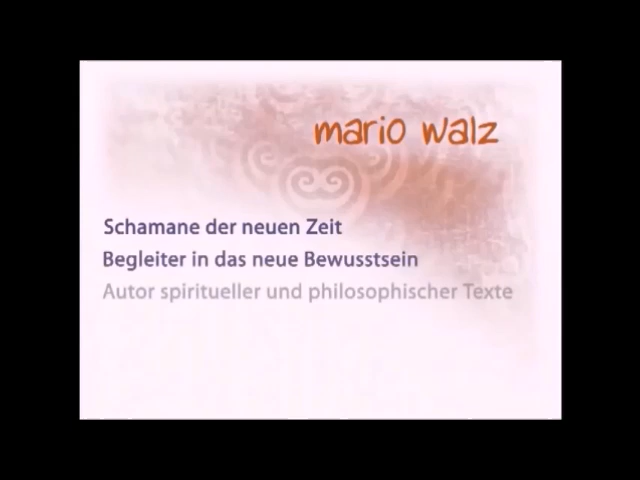 mario walz
Schamane der neuen Zeit
Begleiter in das neue Bewusstsein
Autor spiritueller und philosophischer Texte